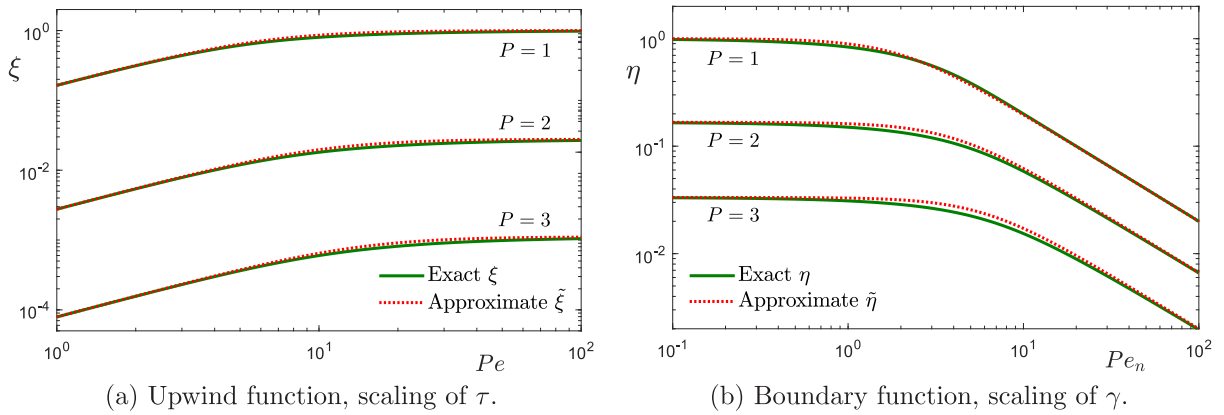 10^0
10^-2
10^-4
ξ
P = 1
P = 2
P = 3
Exact ξ
Approximate ξ̃
10^0
10^1
10^2
Pe
(a) Upwind function, scaling of τ.
10^0
10^-1
10^-2
η
P = 1
P = 2
P = 3
Exact η
Approximate η̃
10^-1
10^0
10^1
10^2
Pe_n
(b) Boundary function, scaling of γ.